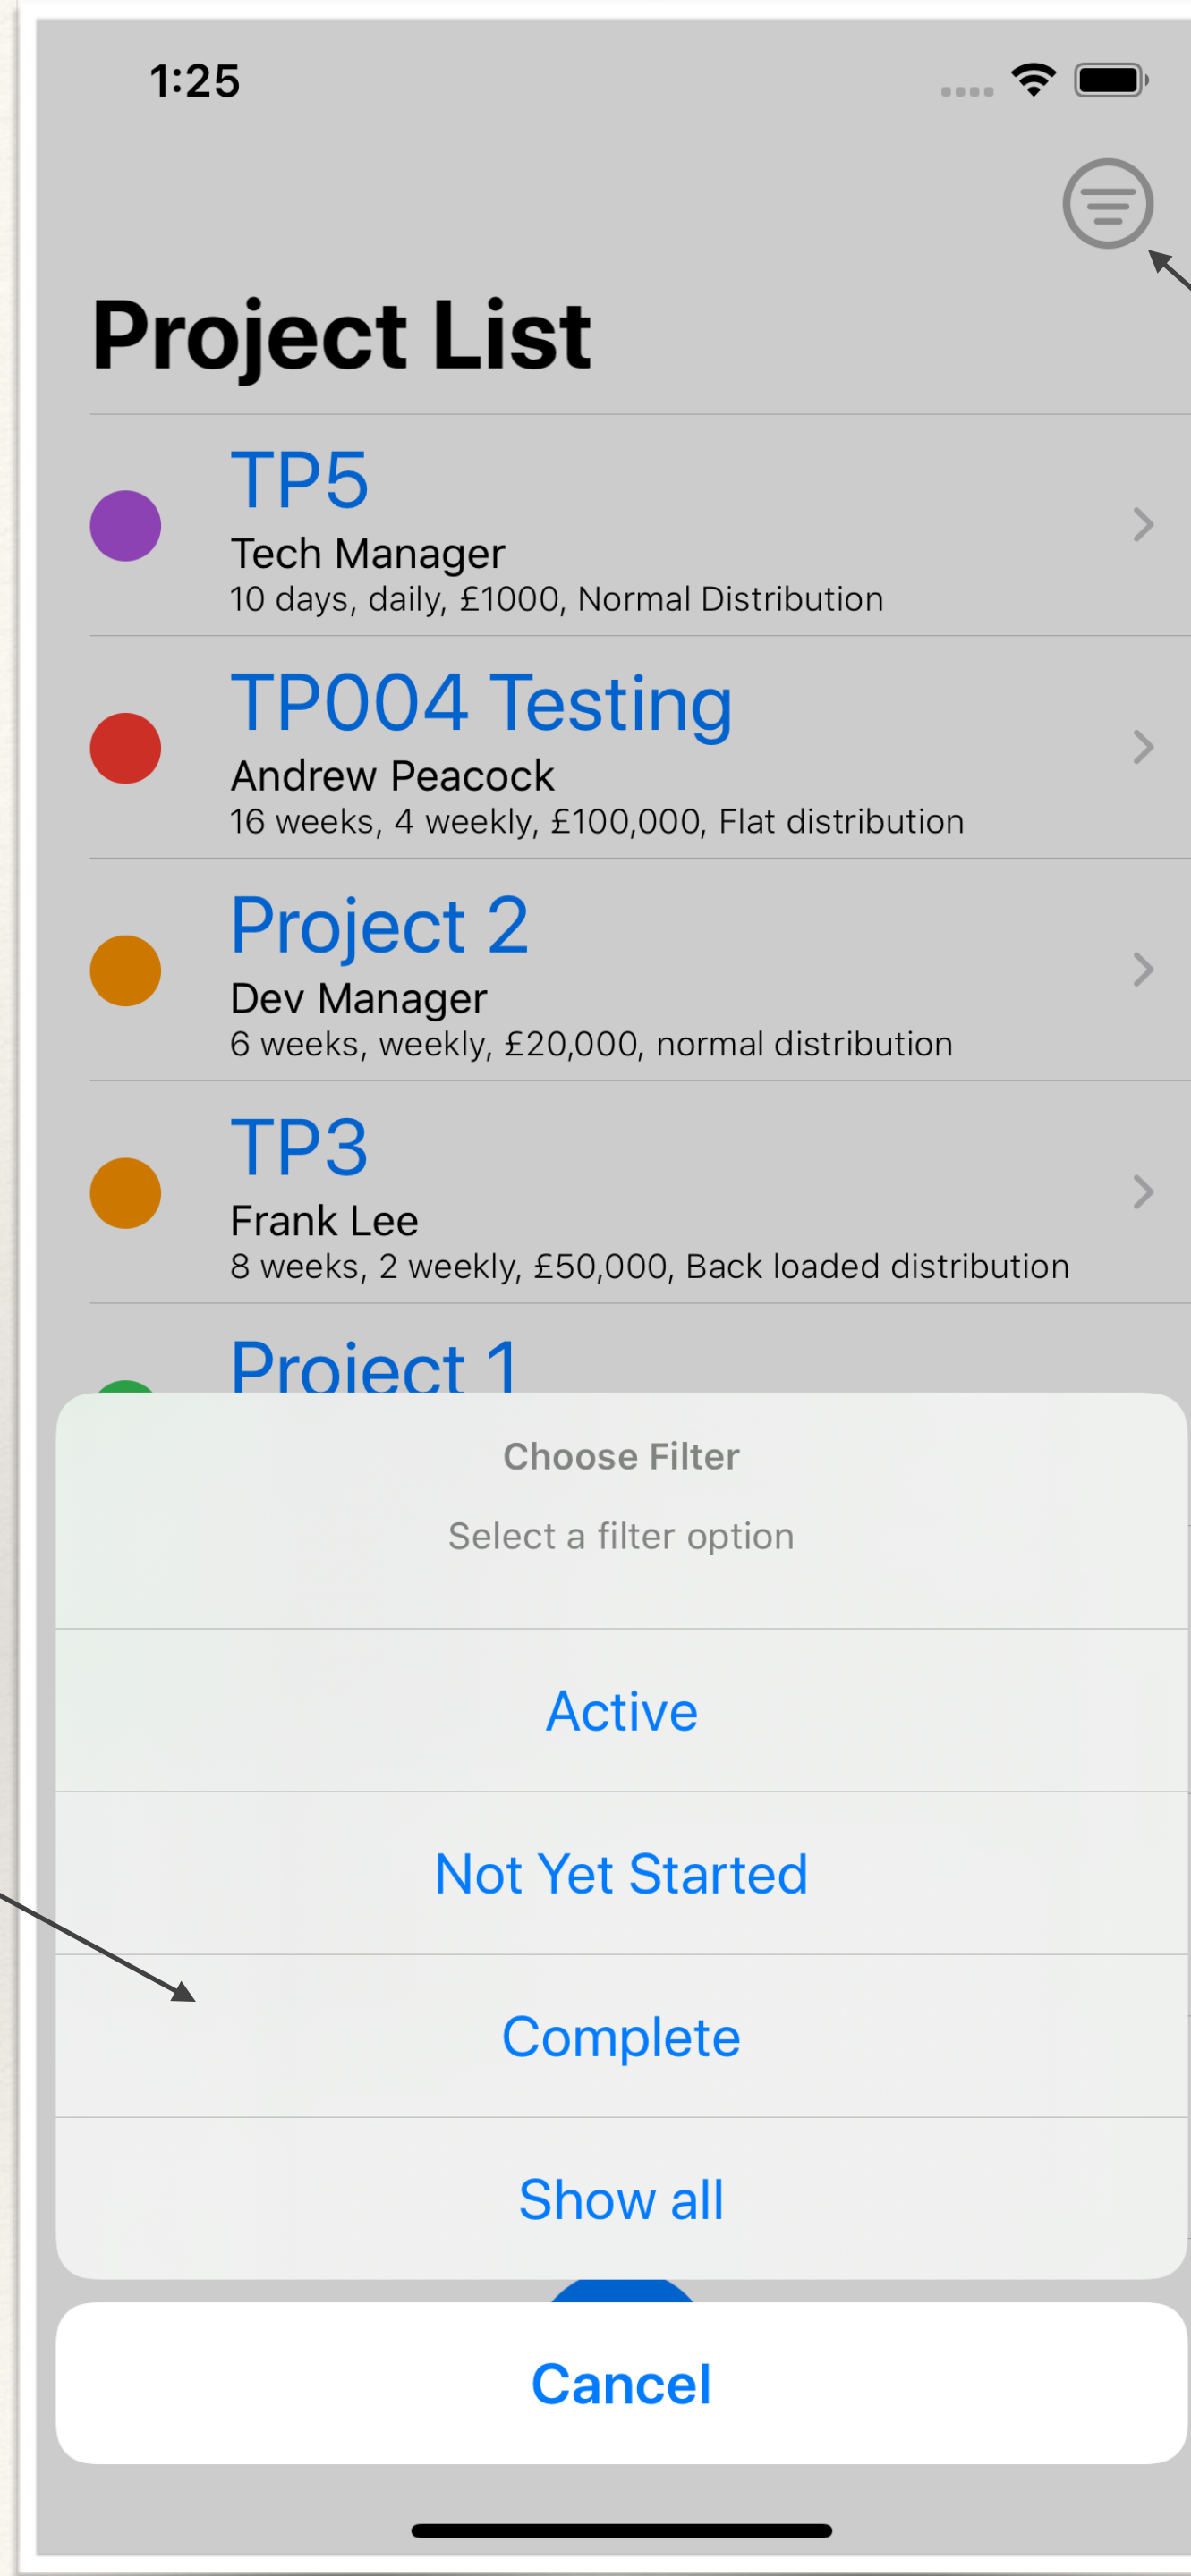 1:25
Project List
TP5
Tech Manager
10 days, daily, £1000, Normal Distribution
TP004 Testing
Andrew Peacock
16 weeks, 4 weekly, £100,000, Flat distribution
Project 2
Dev Manager
6 weeks, weekly, £20,000, normal distribution
TP3
Frank Lee
8 weeks, 2 weekly, £50,000, Back loaded distribution
Project 1
Choose Filter
Select a filter option
Active
Not Yet Started
Complete
Show all
Cancel